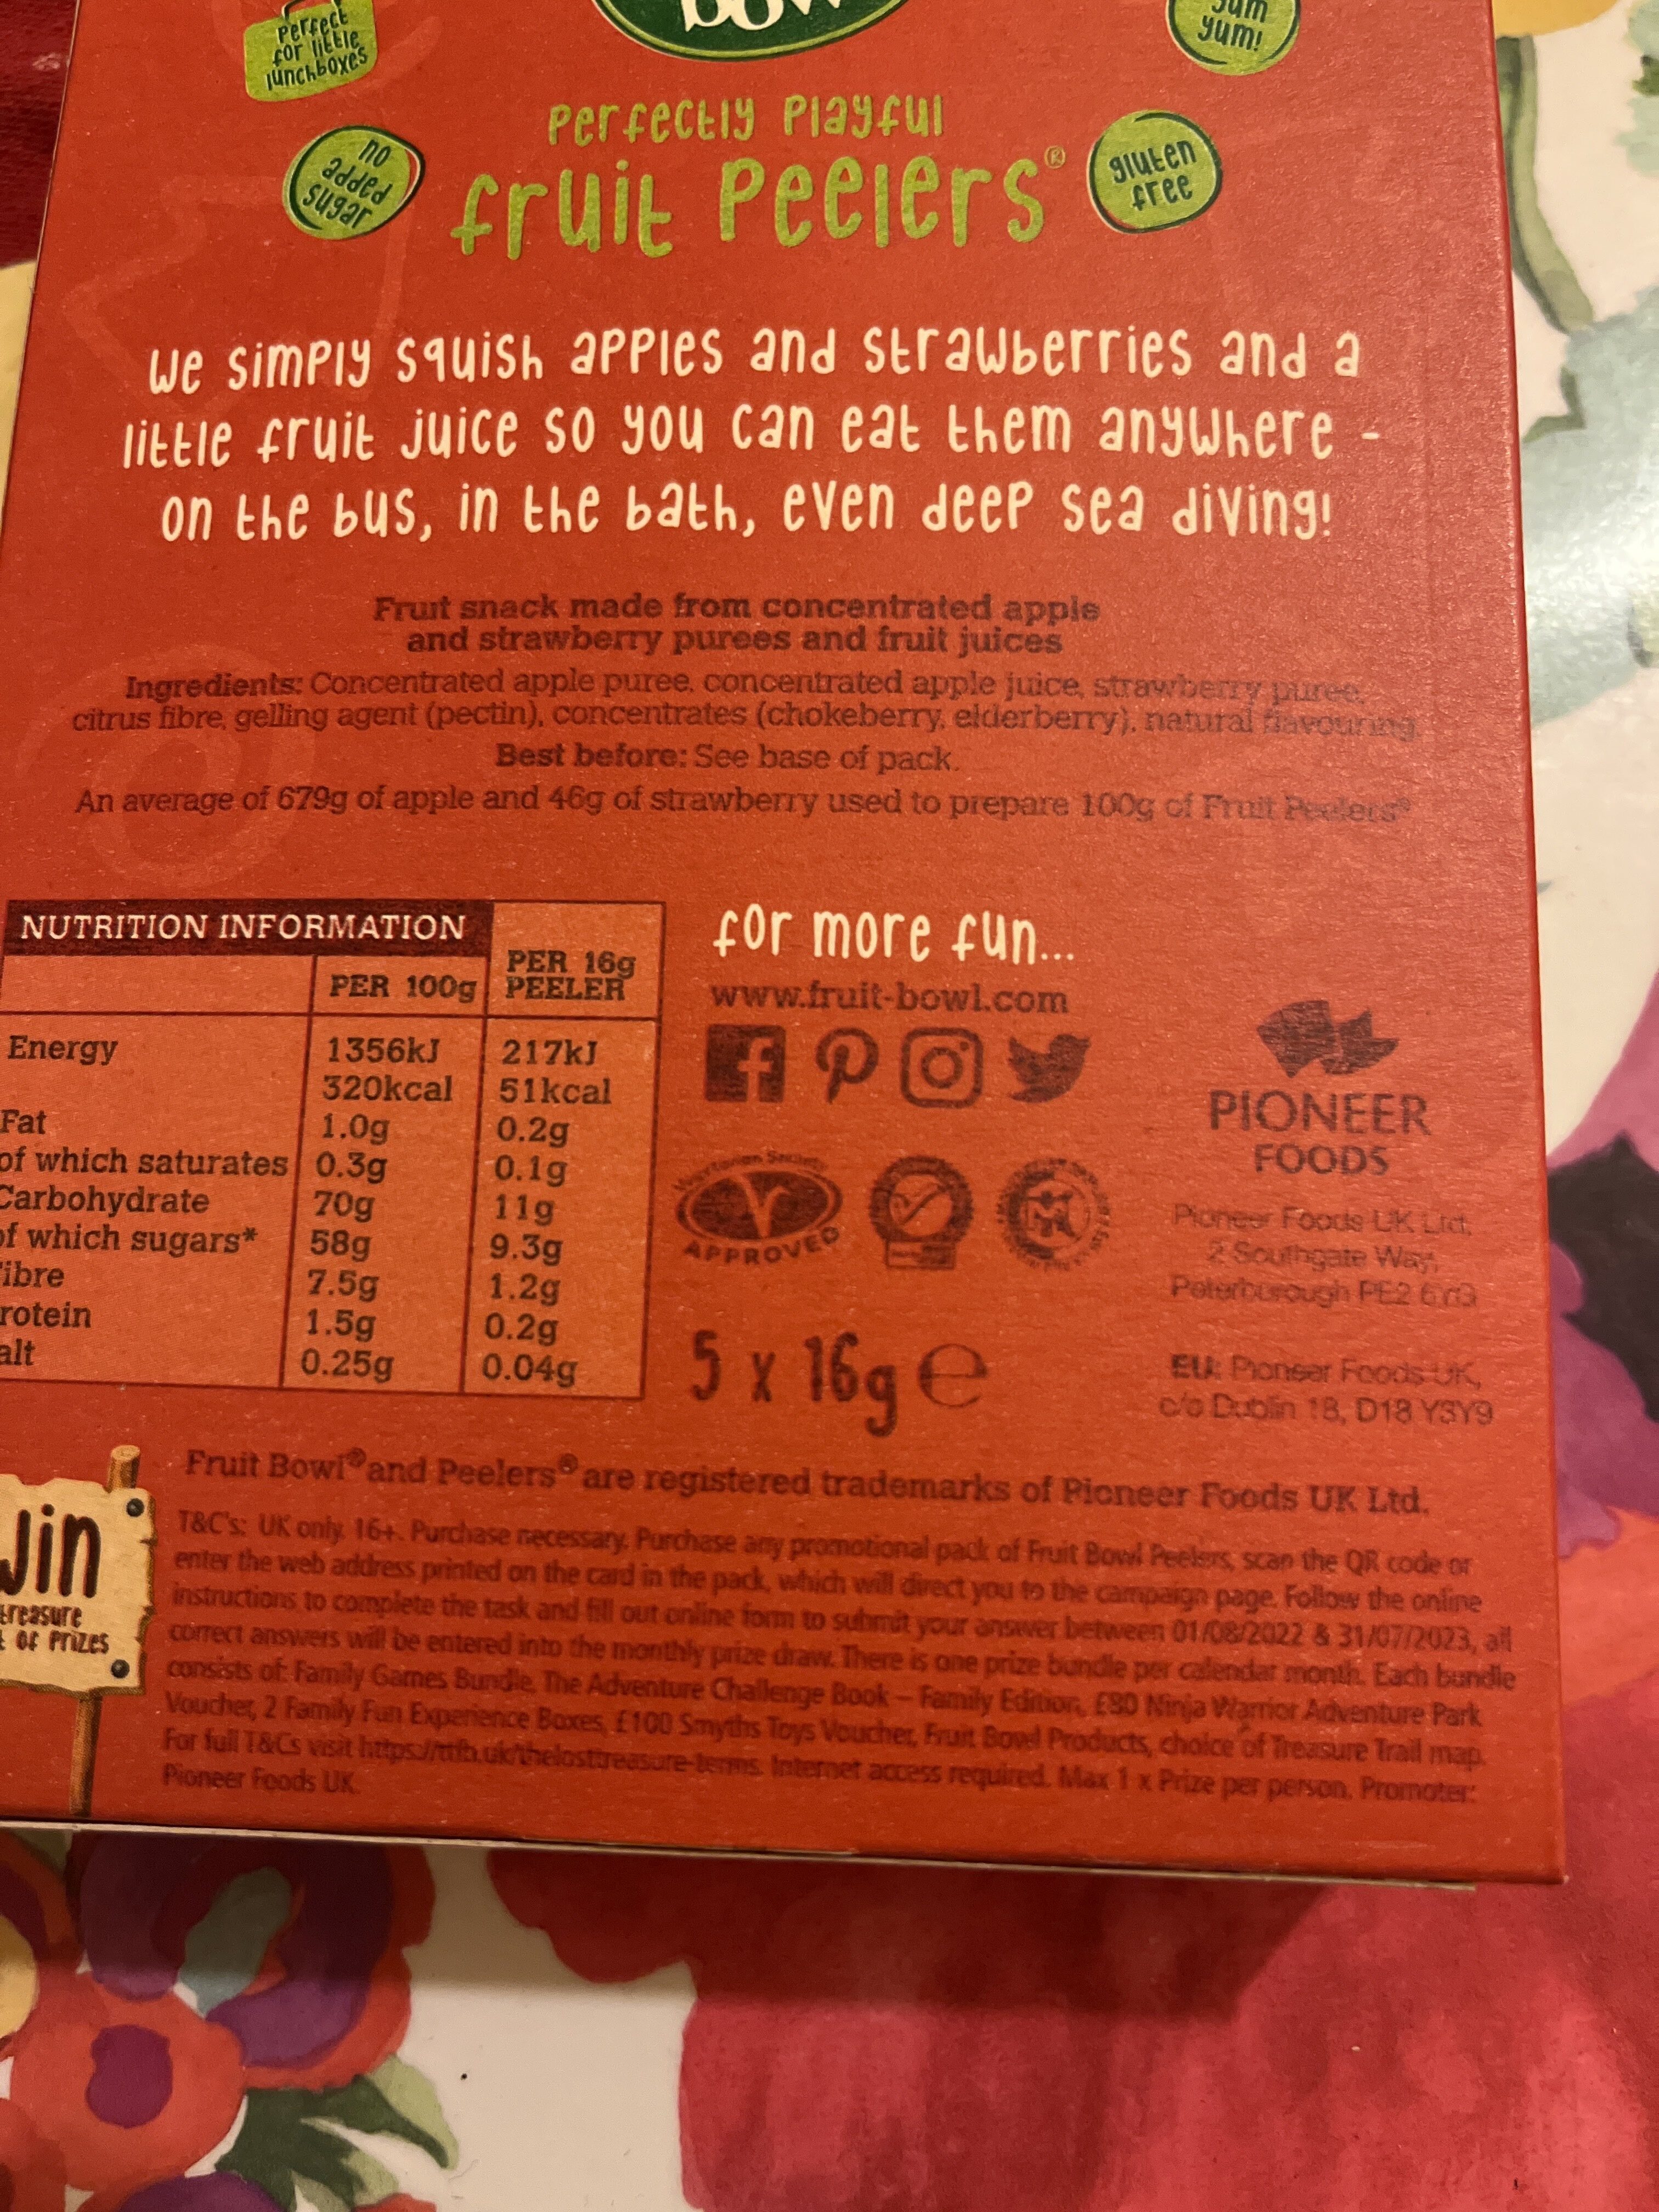 Perfect
for little
lunchboxes
yum
yum!
no
added
sugar
Perfectly Playful
fruit Peelers®
gluten
free
We simply squish apples and strawberries and a
little fruit juice so you can eat them anywhere -
on the bus, in the bath, even deep sea diving!
Fruit snack made from concentrated apple
and strawberry purees and fruit juices
Ingredients: Concentrated apple puree, concentrated apple juice, strawberry puree,
citrus fibre, gelling agent (pectin), concentrates (chokeberry, elderberry), natural flavouring.
Best before: See base of pack.
An average of 679g of apple and 46g of strawberry used to prepare 100g of Fruit Peelers®
NUTRITION INFORMATION
PER 100g PER 16g PEELER
Energy 1356kJ 217kJ
320kcal 51kcal
Fat 1.0g 0.2g
of which saturates 0.3g 0.1g
Carbohydrate 70g 11g
of which sugars* 58g 9.3g
ibre 7.5g 1.2g
rotein 1.5g 0.2g
alt 0.25g 0.04g
for more fun...
www.fruit-bowl.com
Vegetarian Society
APPROVED
5 x 16g e
PIONEER
FOODS
Pioneer Foods UK Ltd,
2 Southgate Way,
Peterborough PE2
EU: Pioneer Foods UK,
c/o Dublin 18, D18 Y3Y9
Fruit Bowl® and Peelers® are registered trademarks of Pioneer Foods UK Ltd.
Win
treasure
of Prizes
T&C's: UK only. 16+. Purchase necessary. Purchase any promotional pack of Fruit Bowl Peelers, scan the QR code or
enter the web address printed on the card in the pack, which will direct you to the campaign page. Follow the online
instructions to complete the task and fill out online form to submit your answer between 01/08/2022 & 31/07/2023, all
correct answers will be entered into the monthly prize draw. There is one prize bundle per calendar month. Each bundle
consists of: Family Games Bundle, The Adventure Challenge Book – Family Edition, £80 Ninja Warrior Adventure Park
Voucher, 2 Family Fun Experience Boxes, £100 Smyths Toys Voucher, Fruit Bowl Products, choice of Treasure Trail map.
For full T&Cs visit Internet access required. Max 1 x Prize per person. Promoter:
Pioneer Foods UK.